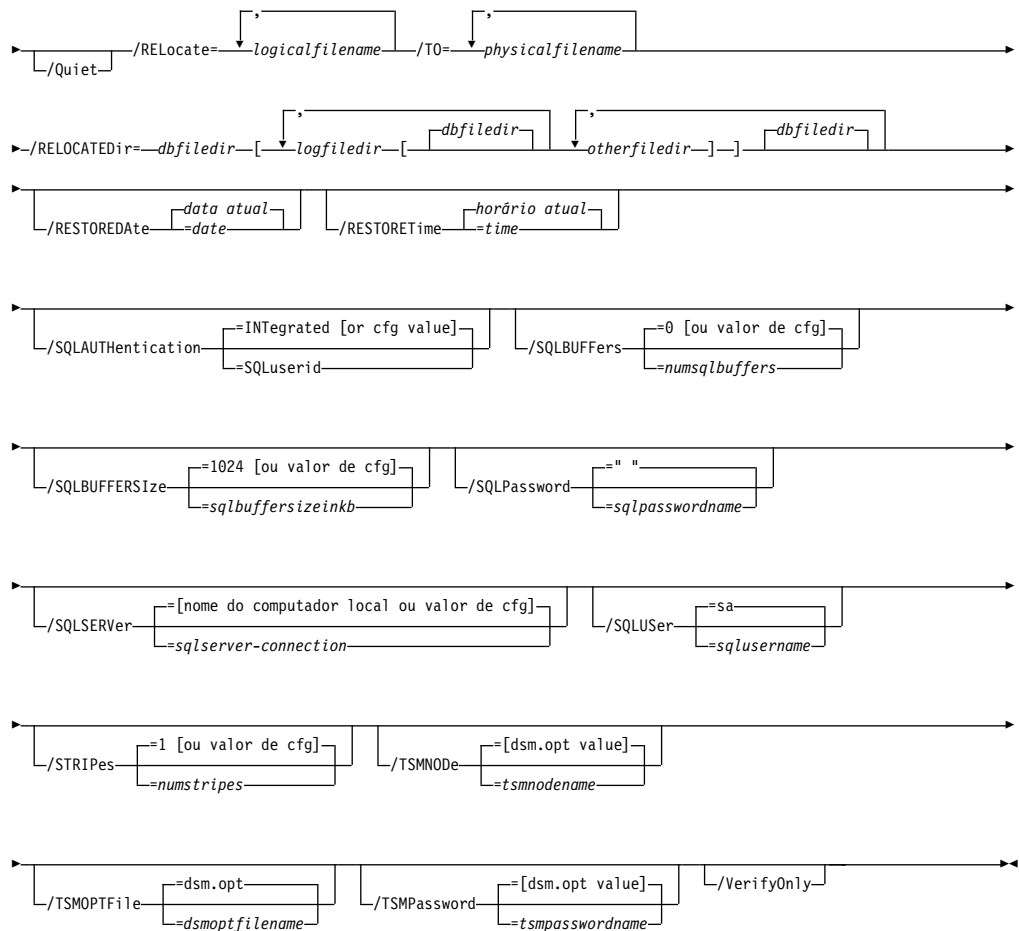 , ,
/RELocate= logicalfilename /TO= physicalfilename
/Quiet
, ,
dbfiledir dbfiledir
/RELOCATEDir= dbfiledir [ logfiledir [ otherfiledir ] ]
data atual horário atual
/RESTOREDAte =date /RESTORETime =time
=INTegrated [or cfg value] =0 [ou valor de cfg]
/SQLAUTHentication =SQLuserid /SQLBUFFers =numsqlbuffers
=1024 [ou valor de cfg] =" "
/SQLBUFFERSIze =sqlbuffersizeinkb /SQLPassword =sqlpasswordname
=[nome do computador local ou valor de cfg] =sa
/SQLSERVer =sqlserver-connection /SQLUSer =sqlusername
=1 [ou valor de cfg] =[dsm.opt value]
/STRIPes =numstripes /TSMNODe =tsmnodename
=dsm.opt =[dsm.opt value] /VerifyOnly
/TSMOPTFile =dsmoptfilename /TSMPassword =tsmpasswordname